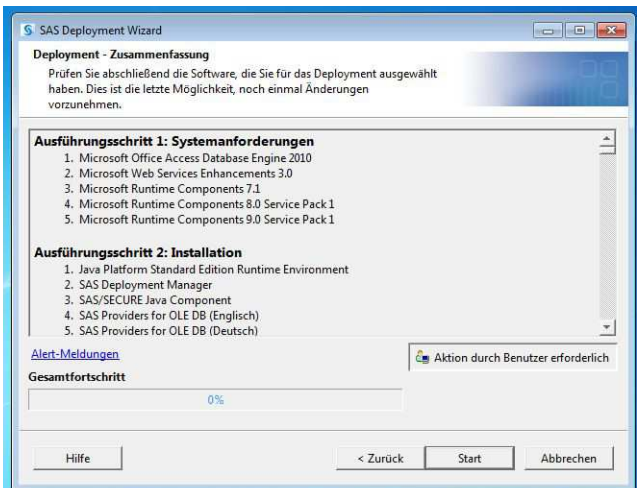 SAS Deployment Wizard
Deployment - Zusammenfassung
Prüfen Sie abschließend die Software, die Sie für das Deployment ausgewählt
haben. Dies ist die letzte Möglichkeit, noch einmal Änderungen
vorzunehmen.
Ausführungsschritt 1: Systemanforderungen
1. Microsoft Office Access Database Engine 2010
2. Microsoft Web Services Enhancements 3.0
3. Microsoft Runtime Components 7.1
4. Microsoft Runtime Components 8.0 Service Pack 1
5. Microsoft Runtime Components 9.0 Service Pack 1
Ausführungsschritt 2: Installation
1. Java Platform Standard Edition Runtime Environment
2. SAS Deployment Manager
3. SAS/SECURE Java Component
4. SAS Providers for OLE DB (Englisch)
5. SAS Providers for OLE DB (Deutsch)
Alert-Meldungen
Aktion durch Benutzer erforderlich
Gesamtfortschritt
0%
Hilfe
< Zurück
Start
Abbrechen